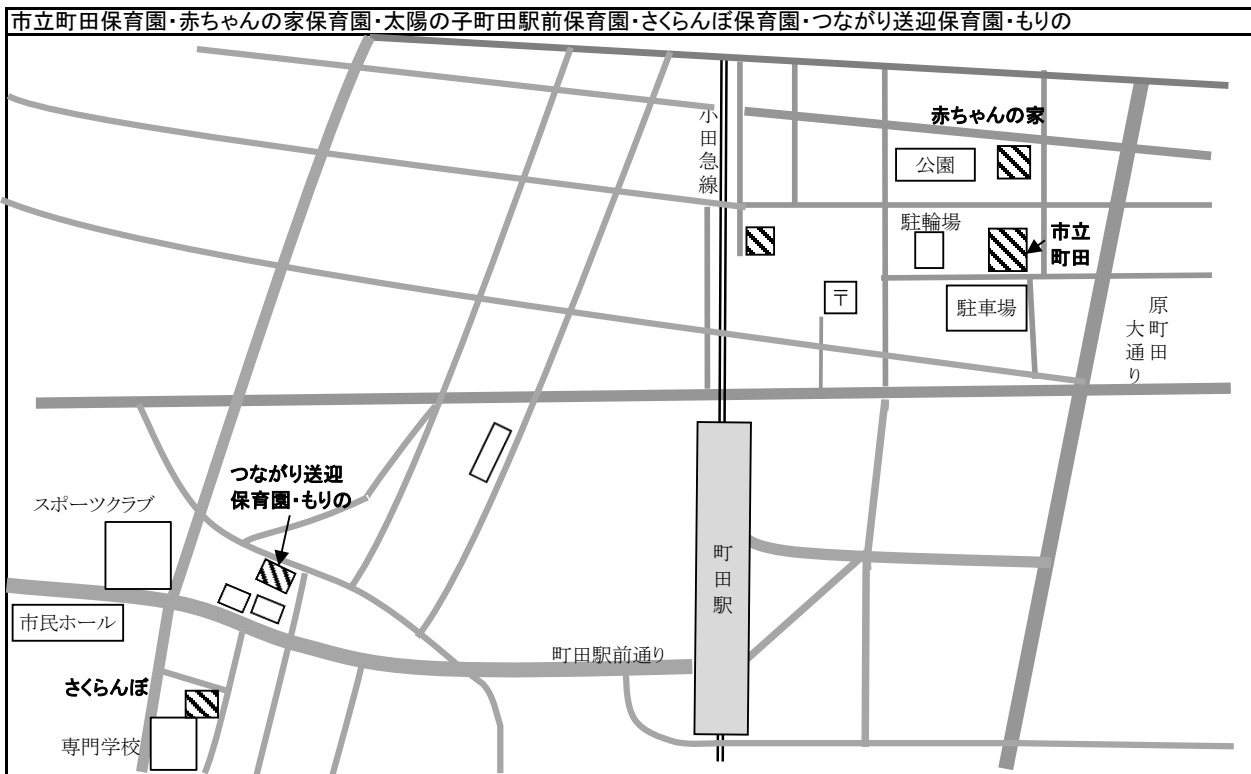 市立町田保育園・赤ちゃんの家保育園・太陽の子町田駅前保育園・さくらんぼ保育園・つながり送迎保育園・もりの
小田急線
赤ちゃんの家
公園
駐輪場
市立
町田
〒
駐車場
原町田
大通り
つながり送迎
保育園・もりの
スポーツクラブ
町田駅
市民ホール
町田駅前通り
さくらんぼ
専門学校